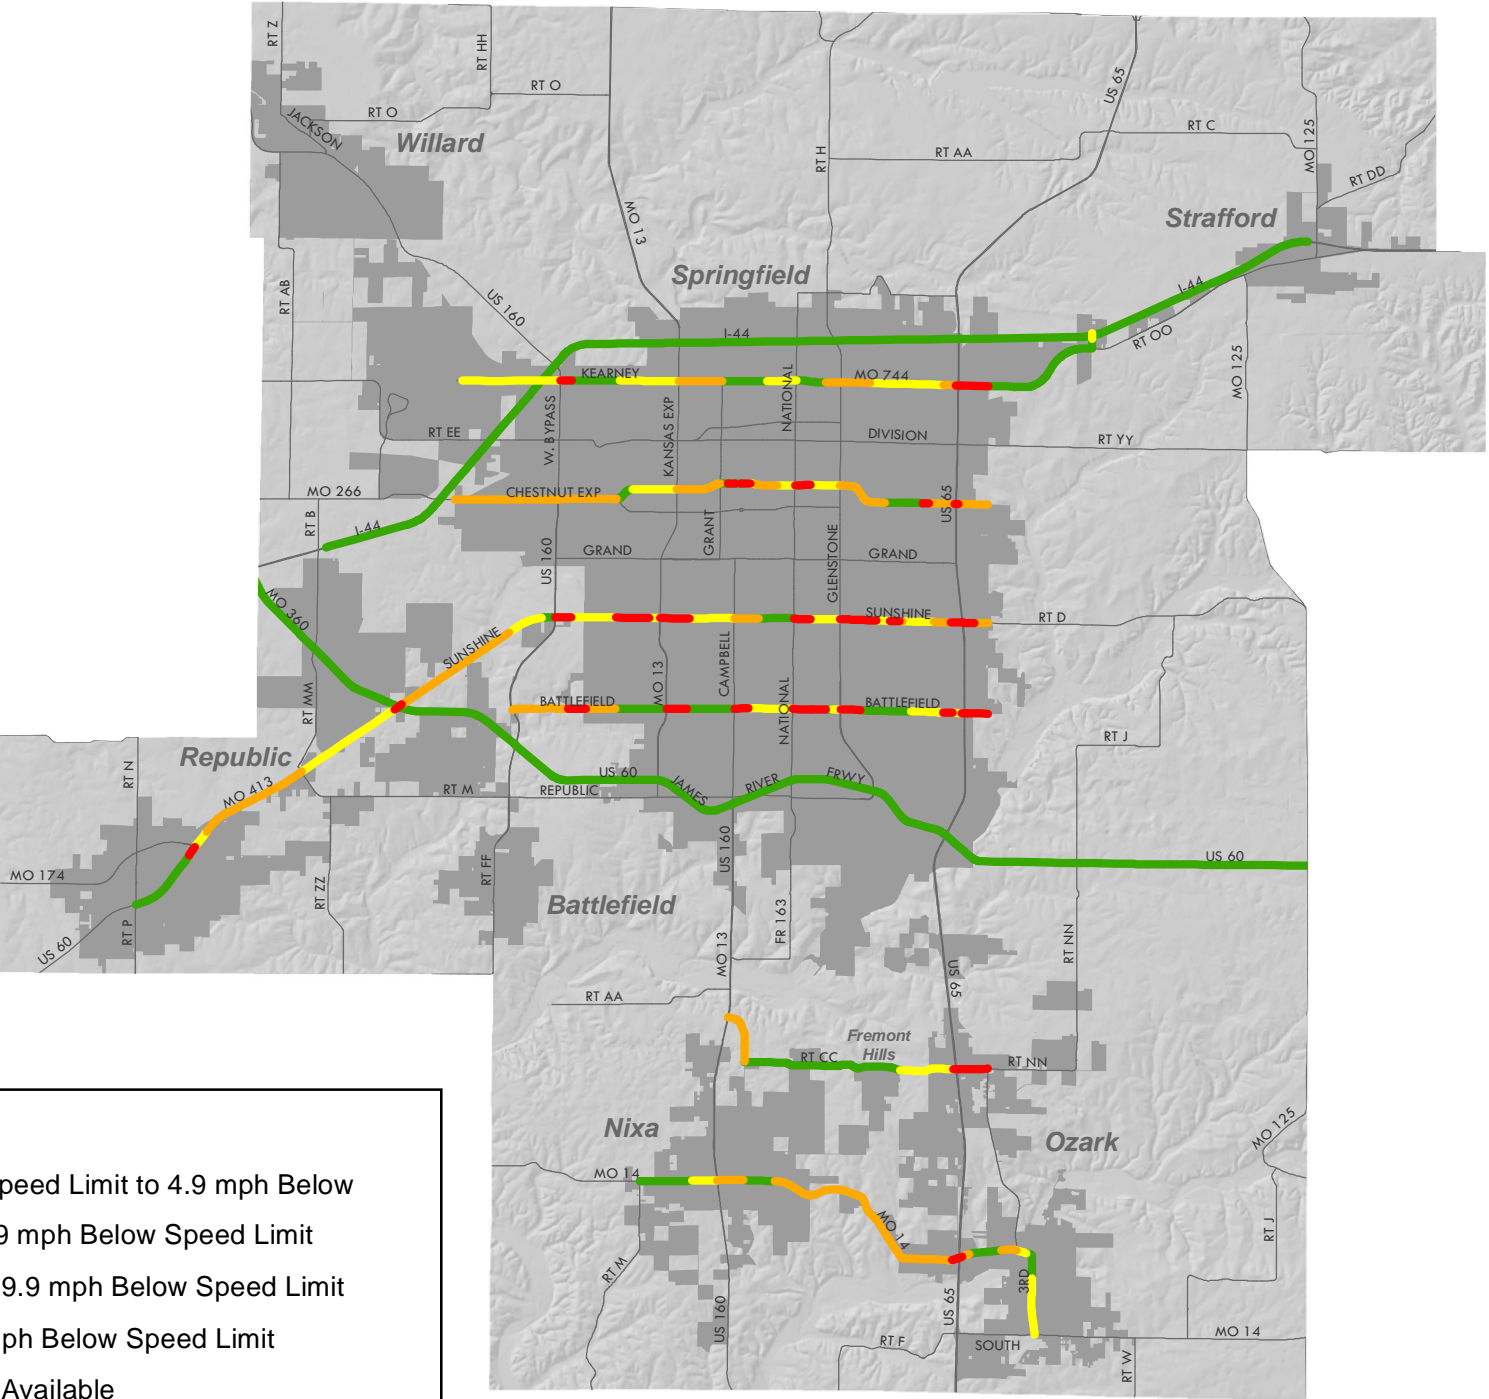 RT Z
RT HH
RT O
RT O
JACKSON
Willard
RT H
US 65
RT C
RT AA
MO 125
RT DD
MO 13
Strafford
Springfield
RT AB
US 160
I-44
I-44
RT OO
KEARNEY
MO 744
NATIONAL
MO 125
W. BYPASS
KANSAS EXP
RT EE
DIVISION
RT YY
MO 266
CHESTNUT EXP
US 65
RT B
I-44
GRANT
GLENSTONE
US 160
GRAND
GRAND
MO 360
SUNSHINE
RT D
SUNSHINE
CAMPBELL
MO 13
RT MM
BATTLEFIELD
NATIONAL
BATTLEFIELD
RT J
Republic
RT N
MO 413
RT M
US 60
REPUBLIC
JAMES
RIVER
FRWY
US 160
US 60
MO 174
RT ZZ
RT FF
Battlefield
FR 163
RT P
US 60
MO 13
US 65
RT NN
RT AA
Fremont
Hills
RT CC
RT NN
Nixa
Ozark
MO 125
MO 14
MO 14
RT J
RT M
3RD
US 160
US 65
RT F
SOUTH
MO 14
RT W
peed Limit to 4.9 mph Below
9 mph Below Speed Limit
9.9 mph Below Speed Limit
ph Below Speed Limit
Available